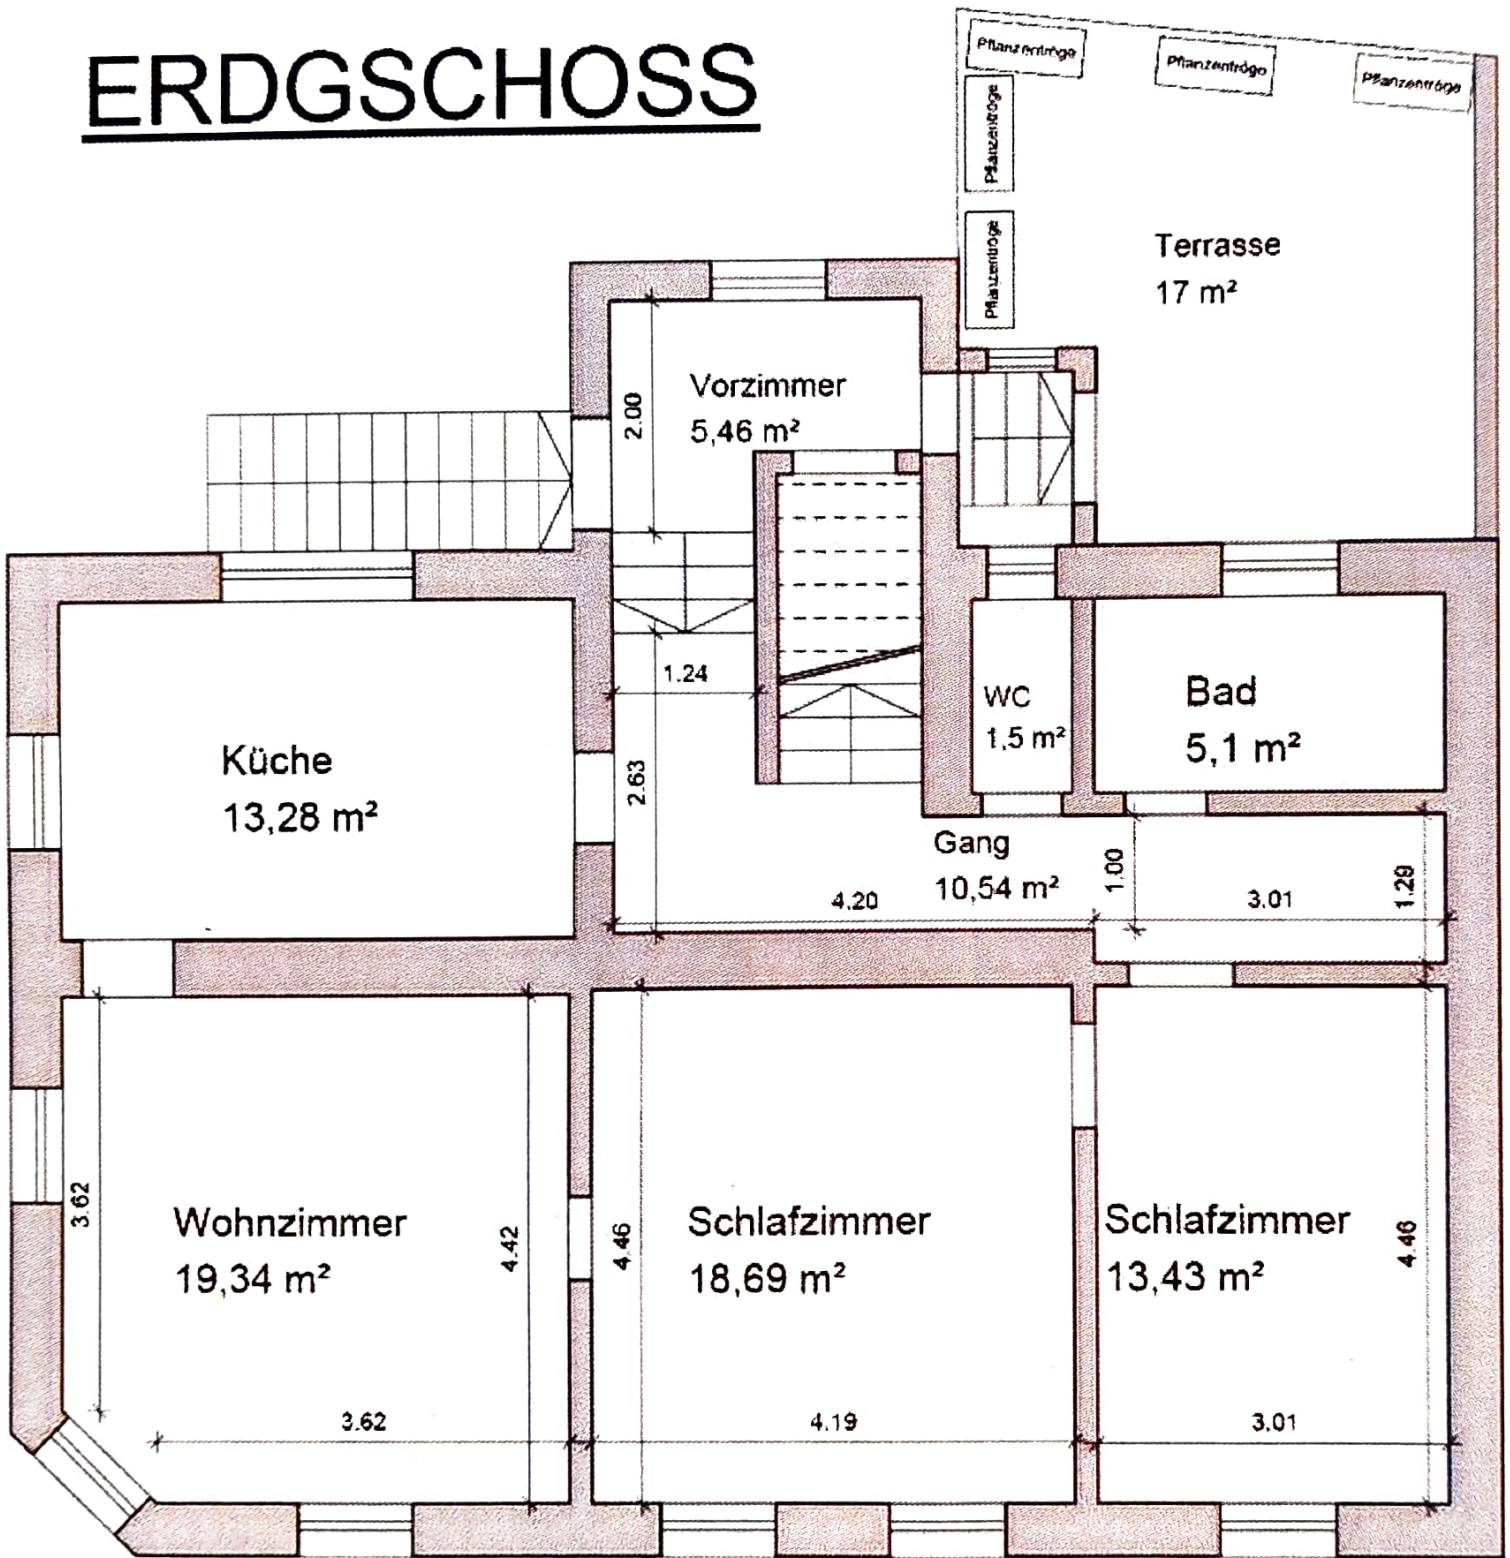 ERDGSCHOSS
Pflanzentröge
Pflanzentröge
Pflanzentröge
Pflanzentröge
Pflanzentröge
Terrasse
17 m²
Vorzimmer
5,46 m²
2.00
1.24
2.63
WC
1,5 m²
Bad
5,1 m²
Küche
13,28 m²
Gang
10,54 m²
4.20
1.00
3.01
1.29
3.62
Wohnzimmer
19,34 m²
4.42
4.46
Schlafzimmer
18,69 m²
Schlafzimmer
13,43 m²
4.46
3.62
4.19
3.01